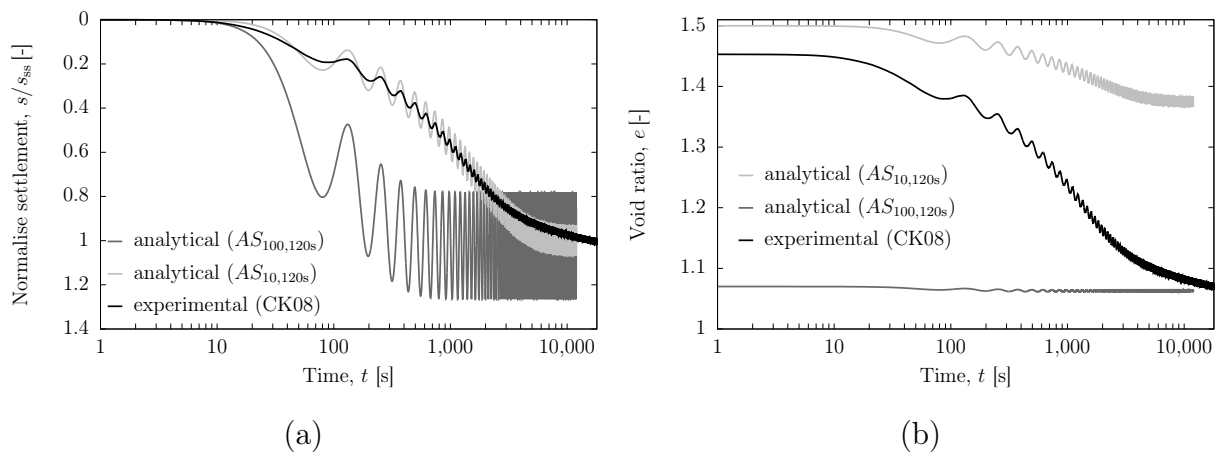 0
0.2
0.4
0.6
0.8
1
1.2
1.4
Normalise settlement, s/s_ss [-]
analytical (AS_100,120s)
analytical (AS_10,120s)
experimental (CK08)
1 10 100 1,000 10,000
Time, t [s]
(a)
1.5
1.4
1.3
1.2
1.1
1
Void ratio, e [-]
analytical (AS_10,120s)
analytical (AS_100,120s)
experimental (CK08)
1 10 100 1,000 10,000
Time, t [s]
(b)